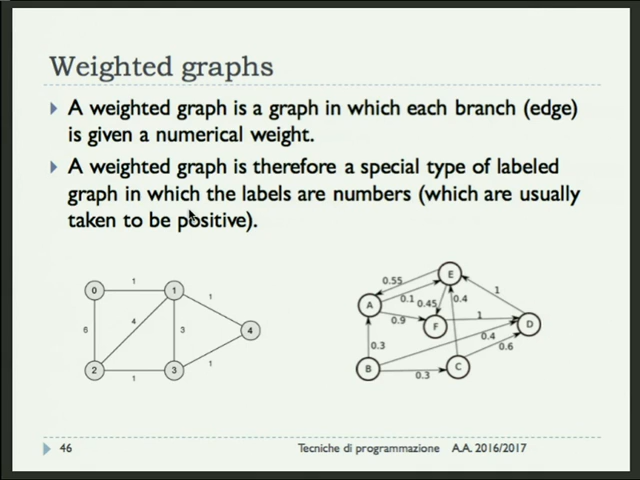 Weighted graphs
A weighted graph is a graph in which each branch (edge)
is given a numerical weight.
A weighted graph is therefore a special type of labeled
graph in which the labels are numbers (which are usually
taken to be positive).
0 1 1 1
6 4 3 4
2 1 3 1
0.55 E
A 0.1 0.45 0.4 1
0.9 F 1 D
0.3 0.4 0.6
B 0.3 C
46 Tecniche di programmazione A.A. 2016/2017